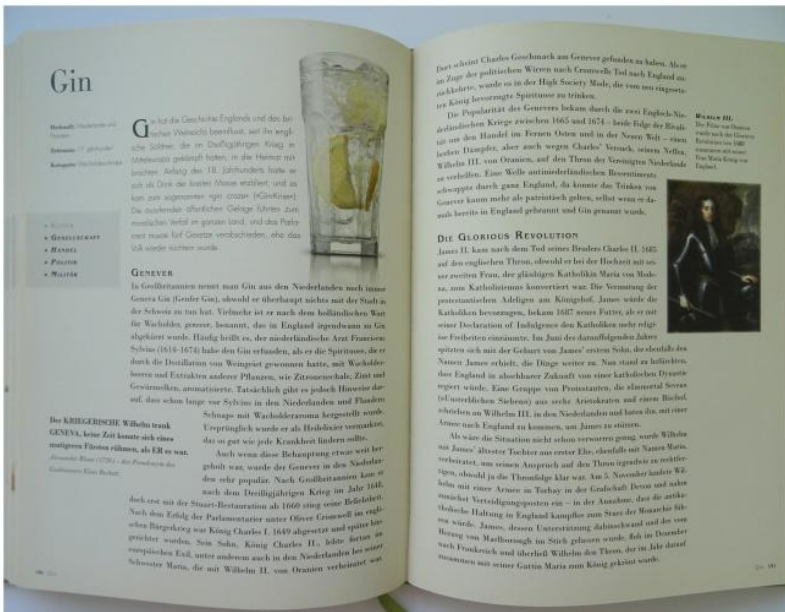 Gin
Herkunft: Niederlande und
Flandern
Zeitraum: 17. Jahrhundert
Kategorie: Wacholderschnaps
Gin hat die Geschichte Englands und das bri-
tischen Weltreichs beeinflusst, seit ihn engli-
sche Soldaten, die im Dreißigjährigen Krieg in
Mitteleuropa gekämpft hatten, in die Heimat mit-
brachten. Anfang des 18. Jahrhunderts hatte er
sich als Drink der breiten Masse etabliert, und es
kam zum sogenannten »gin craze« (»Gin-Krise«).
Die ausufernden öffentlichen Gelage führten zum
moralischen Verfall im ganzen Land, und das Parla-
ment musste fünf Gesetze verabschieden, ehe das
Volk wieder nüchtern wurde.
• KULTUR
• GESELLSCHAFT
• HANDEL
• POLITIK
• MILITÄR
GENEVER
In Großbritannien nennt man Gin aus den Niederlanden noch immer
Geneva Gin (Genfer Gin), obwohl er überhaupt nichts mit der Stadt in
der Schweiz zu tun hat. Vielmehr ist er nach dem holländischen Wort
für Wacholder, genever, benannt, das in England irgendwann zu Gin
abgekürzt wurde. Häufig heißt es, der niederländische Arzt Franciscus
Sylvius (1614-1674) habe den Gin erfunden, als er die Spirituose, die er
durch die Destillation von Weingeist gewonnen hatte, mit Wacholder-
beeren und Extrakten anderer Pflanzen, wie Zitronenschale, Zimt und
Gewürznelken, aromatisierte. Tatsächlich gibt es jedoch Hinweise dar-
auf, dass schon lange vor Sylvius in den Niederlanden und Flandern
Schnaps mit Wacholderaroma hergestellt wurde.
Ursprünglich wurde er als Heilelixier vermarktet,
das so gut wie jede Krankheit lindern sollte.
Auch wenn diese Behauptung etwas weit her-
geholt war, wurde der Genever in den Niederlan-
den sehr populär. Nach Großbritannien kam er
nach dem Dreißigjährigen Krieg im Jahr 1648,
doch erst mit der Stuart-Restauration ab 1660 stieg seine Beliebtheit.
Nach dem Erfolg der Parlamentarier unter Oliver Cromwell im engli-
schen Bürgerkrieg war König Charles I. 1649 abgesetzt und später hin-
gerichtet worden. Sein Sohn, König Charles II., lebte fortan im
europäischen Exil, unter anderem auch in den Niederlanden bei seiner
Schwester Maria, die mit Wilhelm II. von Oranien verheiratet war.
Der KRIEGERISCHE Wilhelm trank
GENEVA, keine Zeit konnte sich eines
mutigeren Fürsten rühmen, als ER es war.
Alexander Blunt (1729) – das Pseudonym des
Dort scheint Charles Geschmack am Genever gefunden zu haben. Als er
im Zuge der politischen Wirren nach Cromwells Tod nach England zu-
rückkehrte, wurde es in der High Society Mode, die vom neu eingesetz-
ten König bevorzugte Spirituose zu trinken.
Die Popularität des Genevers bekam durch die zwei Englisch-Nie-
derländischen Kriege zwischen 1665 und 1674 – beide Folge der Rivali-
tät um den Handel im Fernen Osten und in der Neuen Welt – einen
herben Dämpfer, aber auch wegen Charles' Versuch, seinem Neffen,
Wilhelm III. von Oranien, auf den Thron der Vereinigten Niederlande
zu verhelfen. Eine Welle antiniederländischen Ressentiments
schwappte durch ganz England, da konnte das Trinken von
Genever kaum mehr als patriotisch gelten, selbst wenn er da-
mals bereits in England gebrannt und Gin genannt wurde.
WILHELM III.
Der Prinz von Oranien
wurde nach der Glorious
Revolution von 1688
zusammen mit seiner
Frau Maria König von
England.
DIE GLORIOUS REVOLUTION
James II. kam nach dem Tod seines Bruders Charles II. 1685
auf den englischen Thron, obwohl er bei der Hochzeit mit sei-
ner zweiten Frau, der gläubigen Katholikin Maria von Mode-
na, zum Katholizismus konvertiert war. Die Vermutung der
protestantischen Adeligen am Königshof, James würde die
Katholiken bevorzugen, bekam 1687 neues Futter, als er mit
seiner Declaration of Indulgence den Katholiken mehr religi-
öse Freiheiten einräumte. Im Juni des darauffolgenden Jahres
spitzten sich mit der Geburt von James' erstem Sohn, der ebenfalls den
Namen James erhielt, die Dinge weiter zu. Nun stand zu befürchten,
dass England in absehbarer Zukunft von einer katholischen Dynastie
regiert würde. Eine Gruppe von Protestanten, die »Immortal Seven«
(»Unsterblichen Sieben«) aus sechs Aristokraten und einem Bischof,
schrieben an Wilhelm III. in den Niederlanden und baten ihn, mit einer
Armee nach England zu kommen, um James zu stürzen.
Als wäre die Situation nicht schon verworren genug, wurde Wilhelm
mit James' ältester Tochter aus erster Ehe, ebenfalls mit Namen Maria,
verheiratet, um seinen Anspruch auf den Thron irgendwie zu rechtfer-
tigen, obwohl ja die Thronfolge klar war. Am 5. November landete Wil-
helm mit einer Armee in Torbay in der Grafschaft Devon und nahm
zunächst Verteidigungsposten ein – in der Annahme, dass die antika-
tholische Haltung in England kampflos zum Sturz der Monarchie füh-
ren würde. James, dessen Unterstützung dahinschwand und der vom
Herzog von Marlborough im Stich gelassen wurde, floh im Dezember
nach Frankreich und überließ Wilhelm den Thron, der im Jahr darauf
zusammen mit seiner Gattin Maria zum König gekrönt wurde.